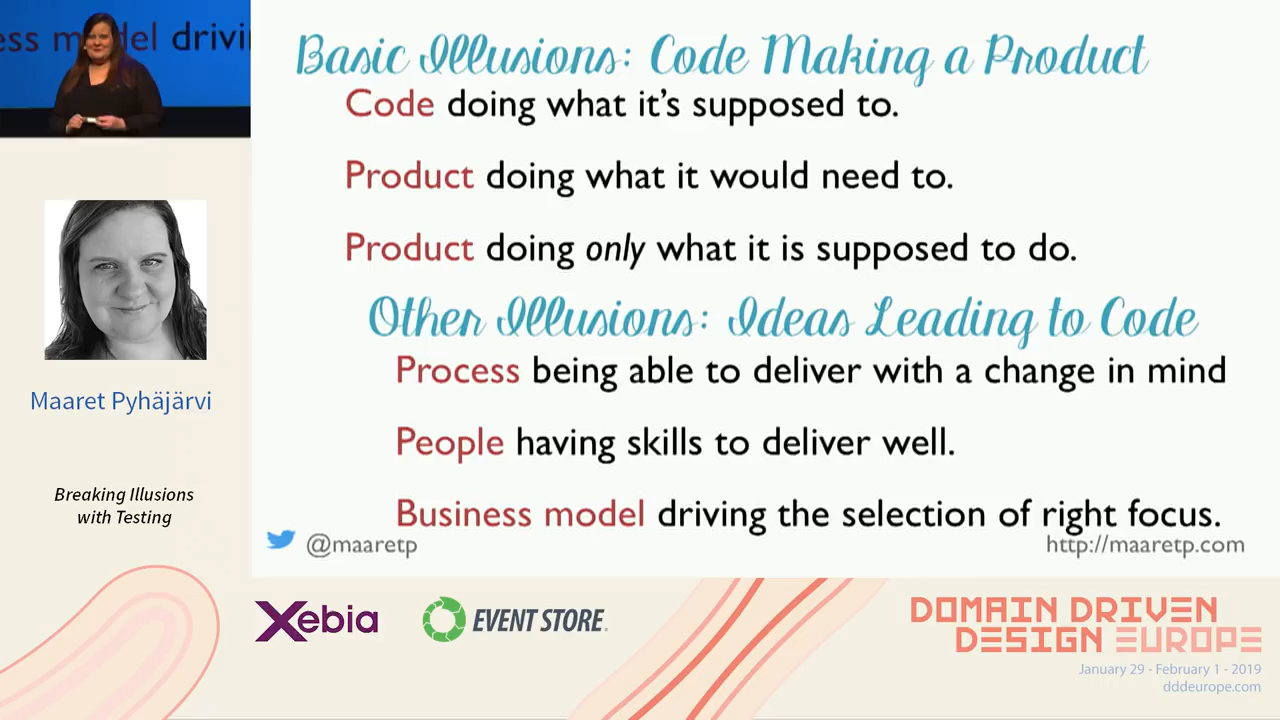 ess model drivi
Basic Illusions: Code Making a Product
Code doing what it's supposed to.
Product doing what it would need to.
Product doing only what it is supposed to do.
Other Illusions: Ideas Leading to Code
Process being able to deliver with a change in mind
People having skills to deliver well.
Business model driving the selection of right focus.
@maaretp
http://maaretp.com
Maaret Pyhäjärvi
Breaking Illusions
with Testing
Xebia
EVENT STORE
DOMAIN DRIVEN
DESIGN EUROPE
January 29 - February 1 - 2019
dddeurope.com